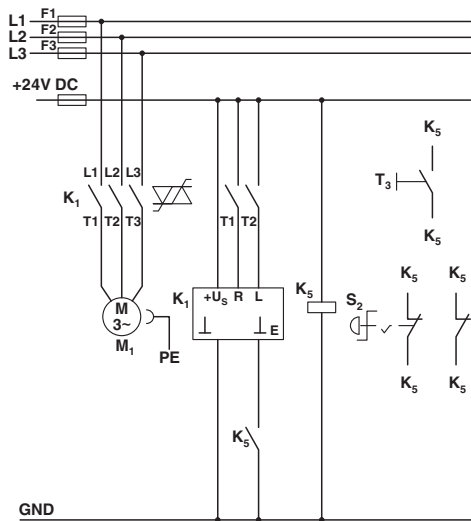 L1 F1
L2 F2
L3 F3
+24V DC
L1 L2 L3
K1
T1 T2 T3
T1 T2
K5
T3
K5
K1
+US R L
E
K5
S2
K5 K5
K5 K5
M
3~
M1
PE
K5
GND